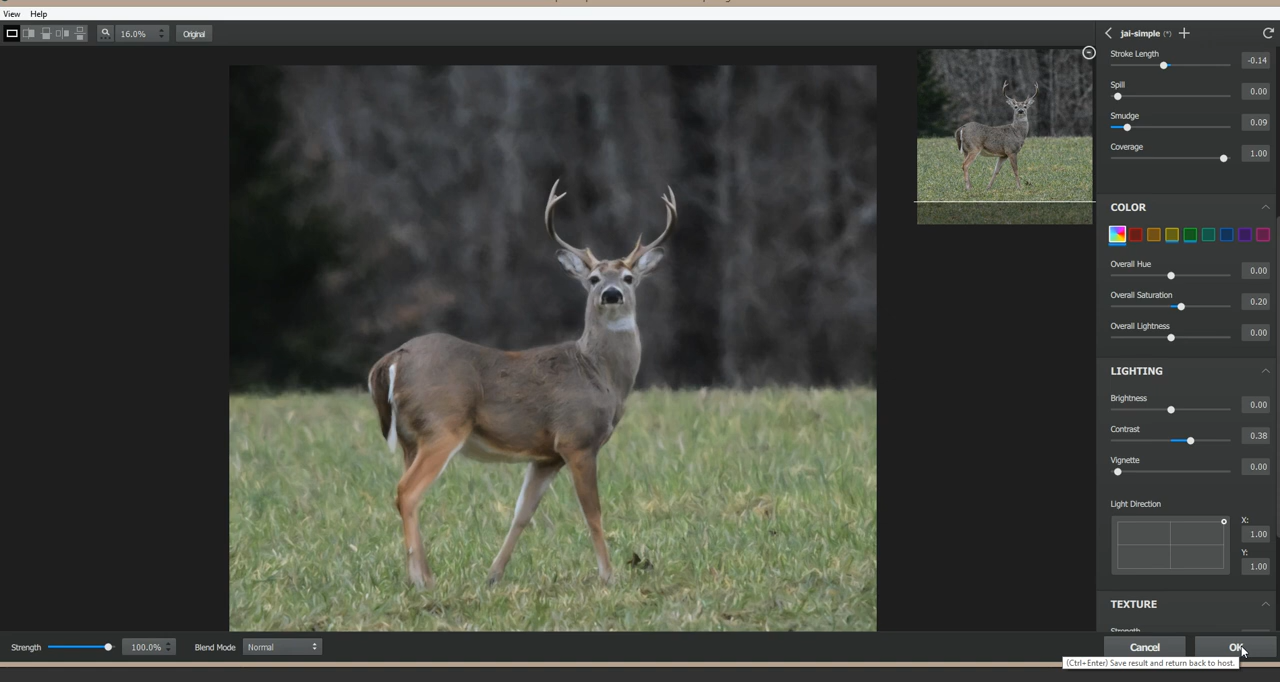 View Help
16.0% Original
jai-simple (*)
Stroke Length -0.14
Spill 0.00
Smudge 0.09
Coverage 1.00
COLOR
Overall Hue 0.00
Overall Saturation 0.20
Overall Lightness 0.00
LIGHTING
Brightness 0.00
Contrast 0.38
Vignette 0.00
Light Direction
X:
1.00
Y:
1.00
TEXTURE
Strength 100.0% Blend Mode Normal Cancel OK
(Ctrl+Enter) Save result and return back to host.